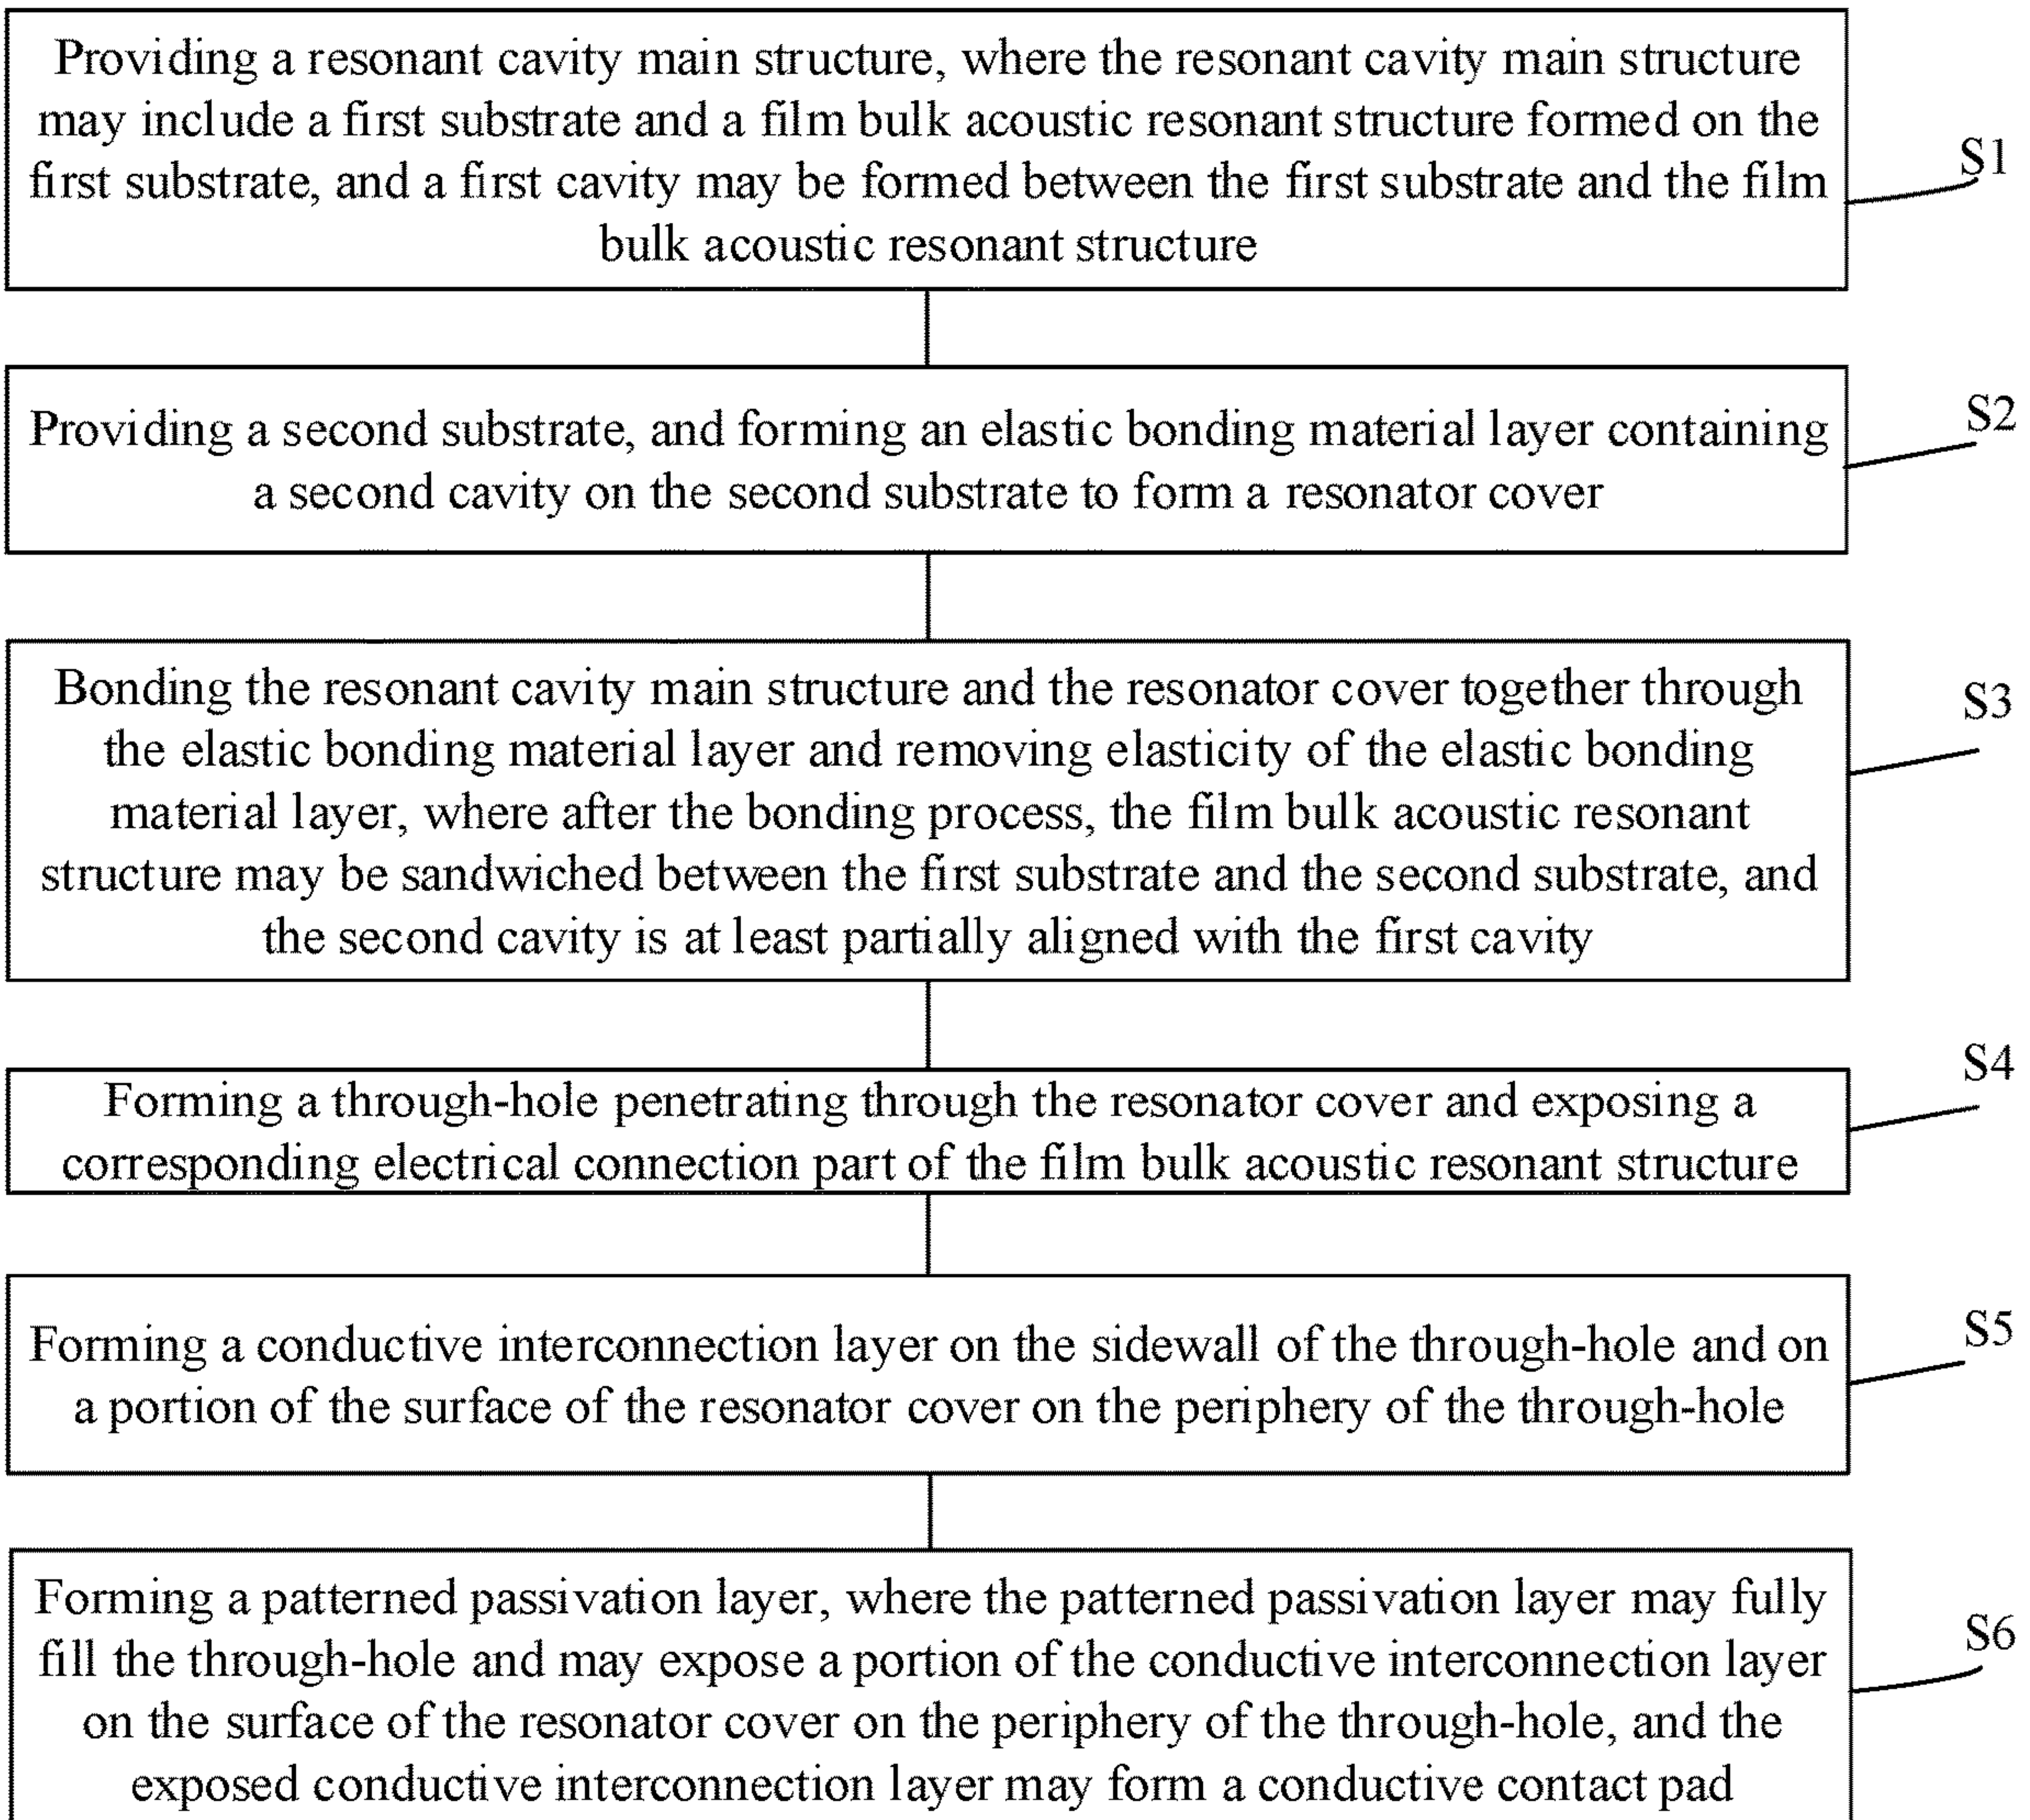 Providing a resonant cavity main structure, where the resonant cavity main structure
may include a first substrate and a film bulk acoustic resonant structure formed on the
first substrate, and a first cavity may be formed between the first substrate and the film
bulk acoustic resonant structure
S1
Providing a second substrate, and forming an elastic bonding material layer containing
a second cavity on the second substrate to form a resonator cover
S2
Bonding the resonant cavity main structure and the resonator cover together through
the elastic bonding material layer and removing elasticity of the elastic bonding
material layer, where after the bonding process, the film bulk acoustic resonant
structure may be sandwiched between the first substrate and the second substrate, and
the second cavity is at least partially aligned with the first cavity
S3
Forming a through-hole penetrating through the resonator cover and exposing a
corresponding electrical connection part of the film bulk acoustic resonant structure
S4
Forming a conductive interconnection layer on the sidewall of the through-hole and on
a portion of the surface of the resonator cover on the periphery of the through-hole
S5
Forming a patterned passivation layer, where the patterned passivation layer may fully
fill the through-hole and may expose a portion of the conductive interconnection layer
on the surface of the resonator cover on the periphery of the through-hole, and the
exposed conductive interconnection layer may form a conductive contact pad
S6